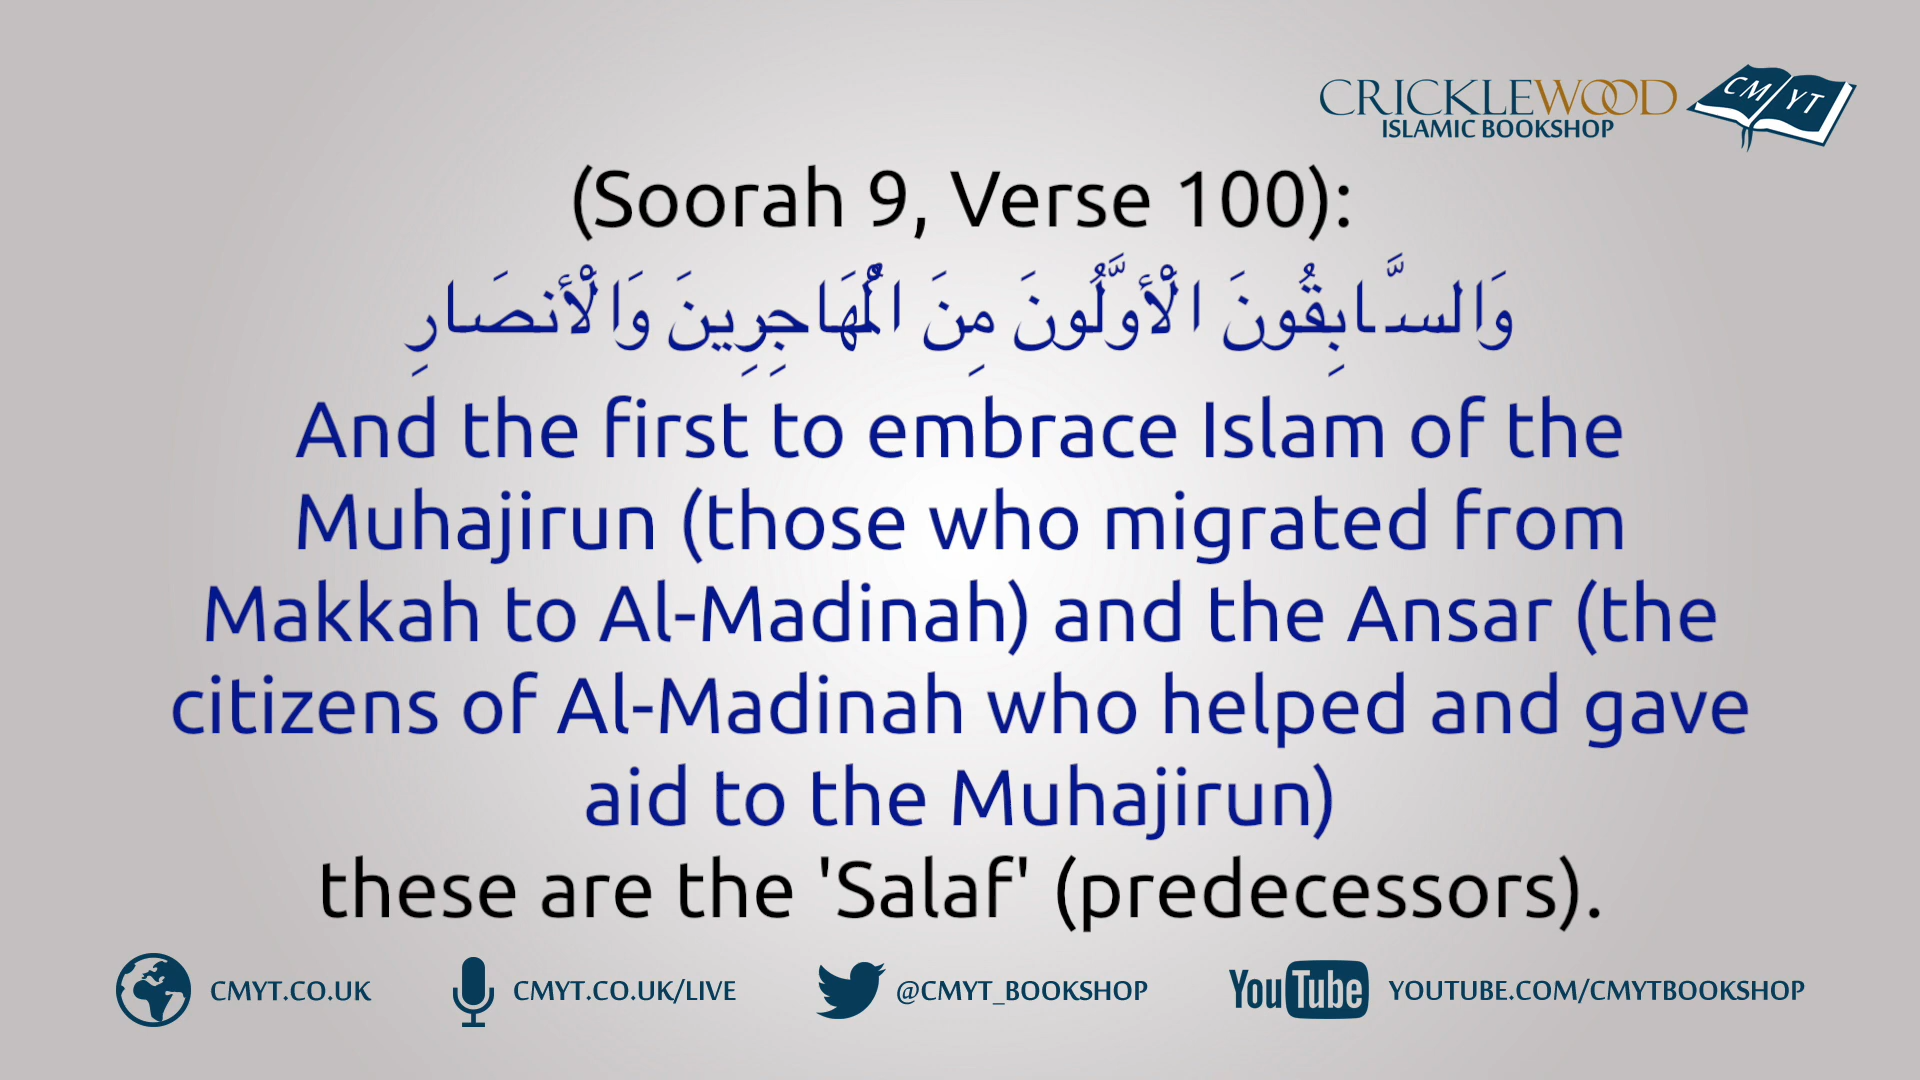 CRICKLEWOOD
ISLAMIC BOOKSHOP
CM YT
(Soorah 9, Verse 100):
وَالسَّابِقُونَ الْأَوَّلُونَ مِنَ الْمُهَاجِرِينَ وَالْأَنصَارِ
And the first to embrace Islam of the
Muhajirun (those who migrated from
Makkah to Al-Madinah) and the Ansar (the
citizens of Al-Madinah who helped and gave
aid to the Muhajirun)
these are the 'Salaf' (predecessors).
CMYT.CO.UK
CMYT.CO.UK/LIVE
@CMYT_BOOKSHOP
YouTube
YOUTUBE.COM/CMYTBOOKSHOP